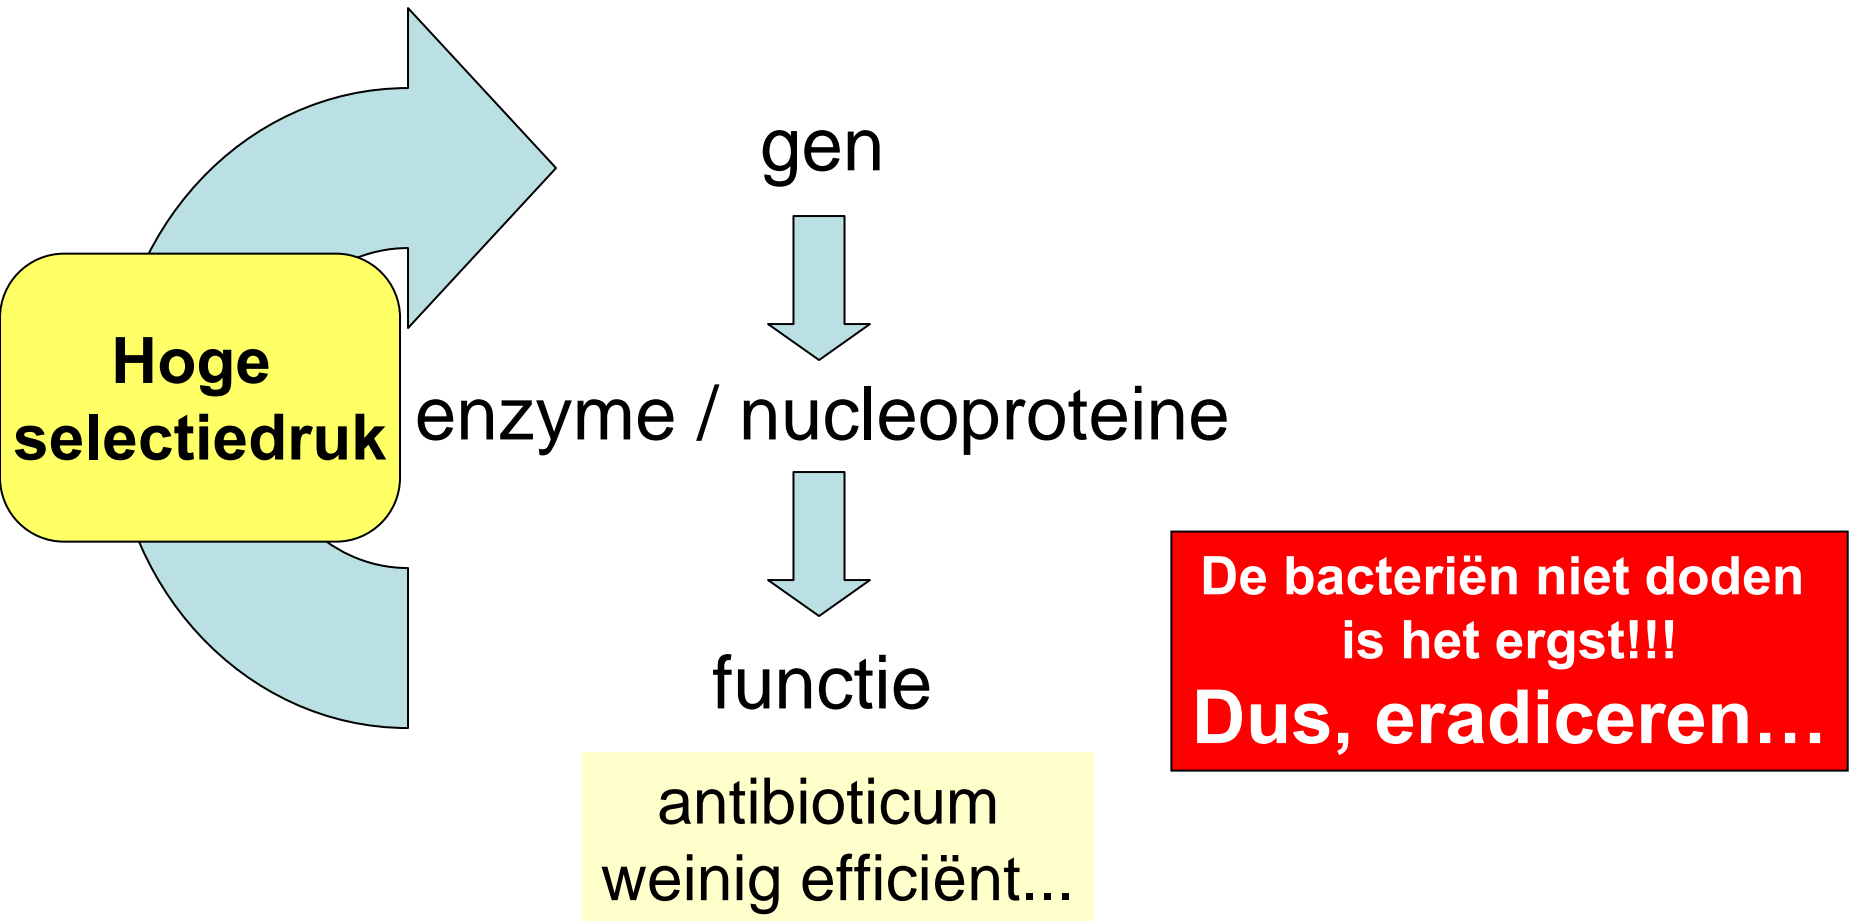 gen
Hoge
selectiedruk
enzyme / nucleoproteine
functie
antibioticum
weinig efficiënt...
De bacteriën niet doden
is het ergst!!!
Dus, eradiceren…